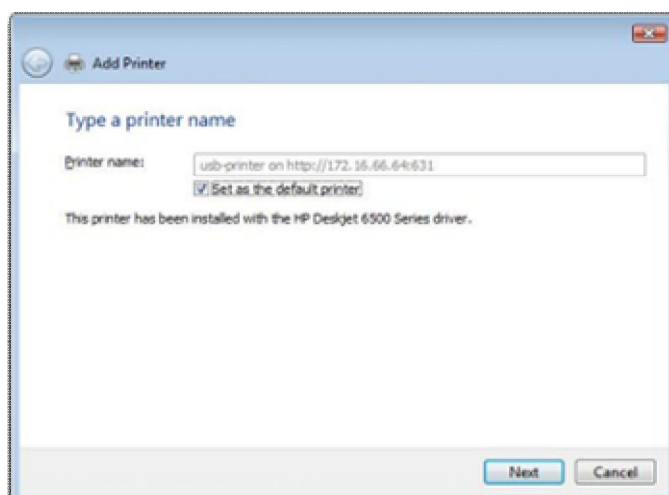 Add Printer
Type a printer name
Printer name:
usb-printer on http://172.16.66.64:631
Set as the default printer
This printer has been installed with the HP Deskjet 6500 Series driver.
Next
Cancel